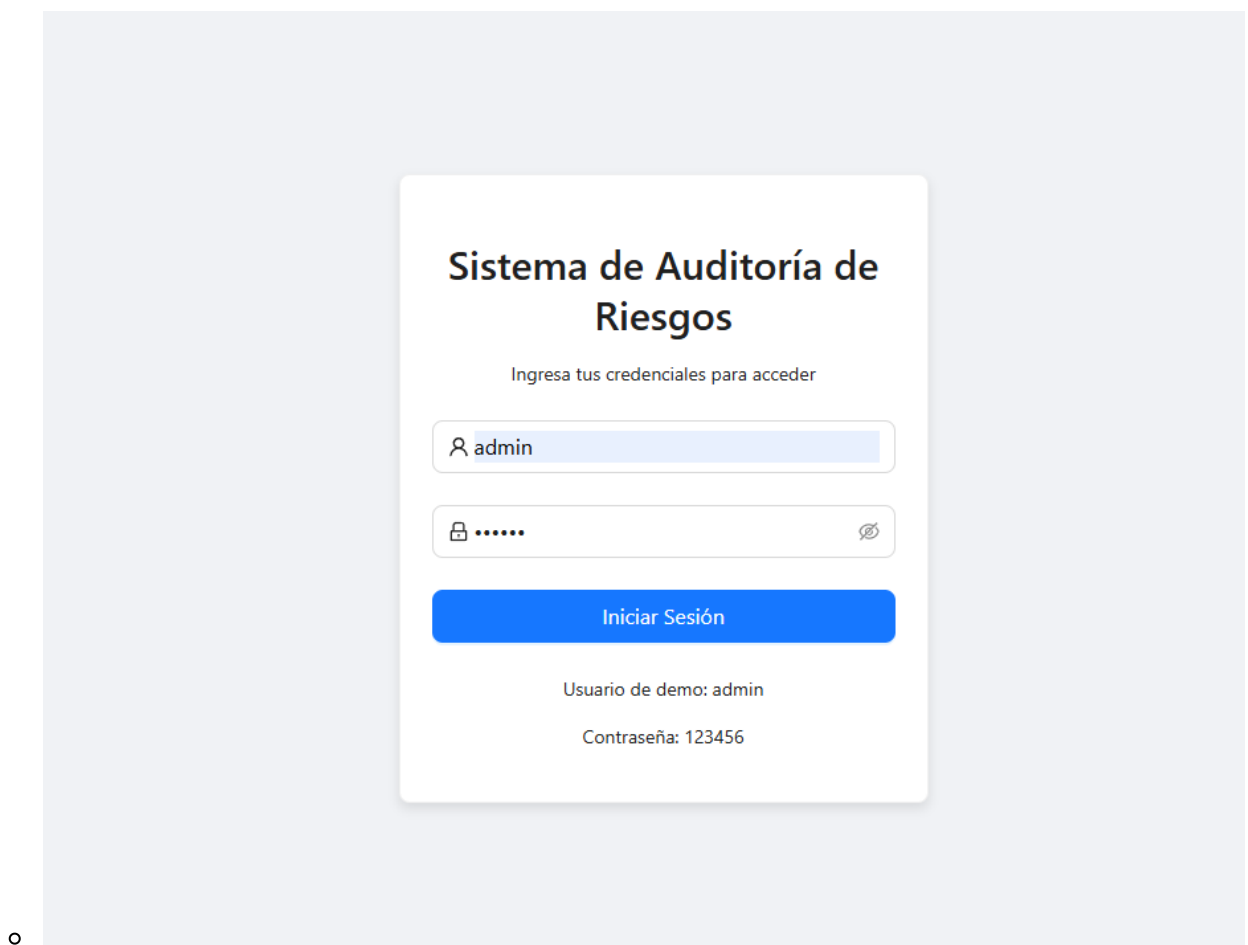 Sistema de Auditoría de
Riesgos
Ingresa tus credenciales para acceder
admin
••••••
Iniciar Sesión
Usuario de demo: admin
Contraseña: 123456